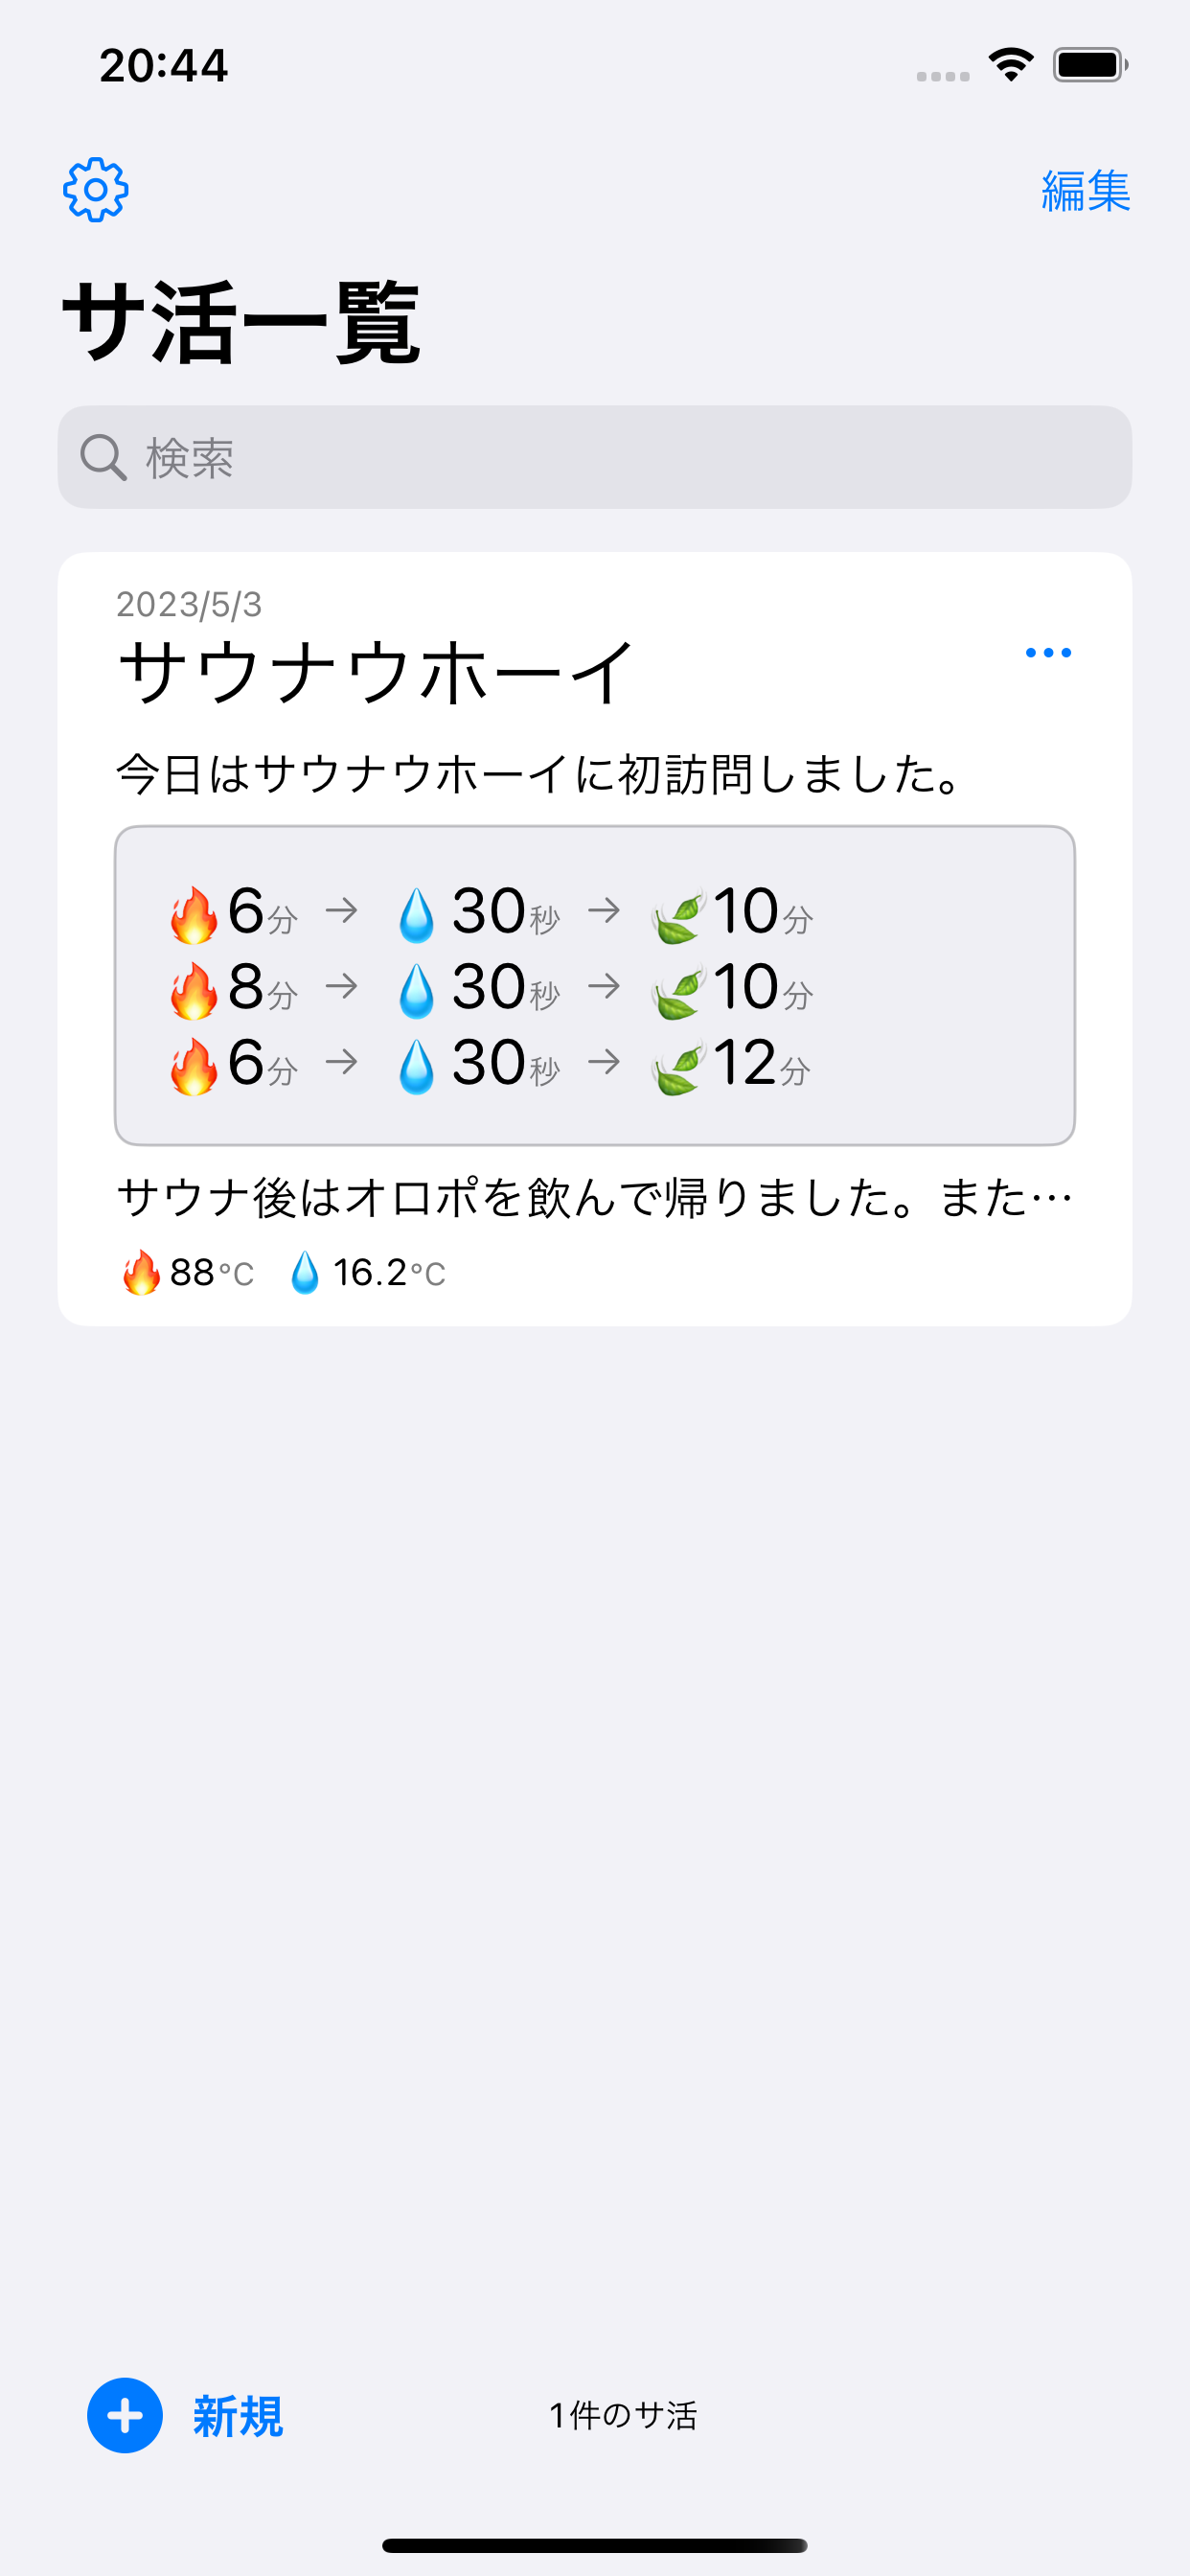 20:44
編集
サ活一覧
検索
2023/5/3
サウナウホーイ
今日はサウナウホーイに初訪問しました。
🔥6分 → 💧30秒 → 🍃10分
🔥8分 → 💧30秒 → 🍃10分
🔥6分 → 💧30秒 → 🍃12分
サウナ後はオロポを飲んで帰りました。また…
🔥88°C 💧16.2°C
新規
1件のサ活